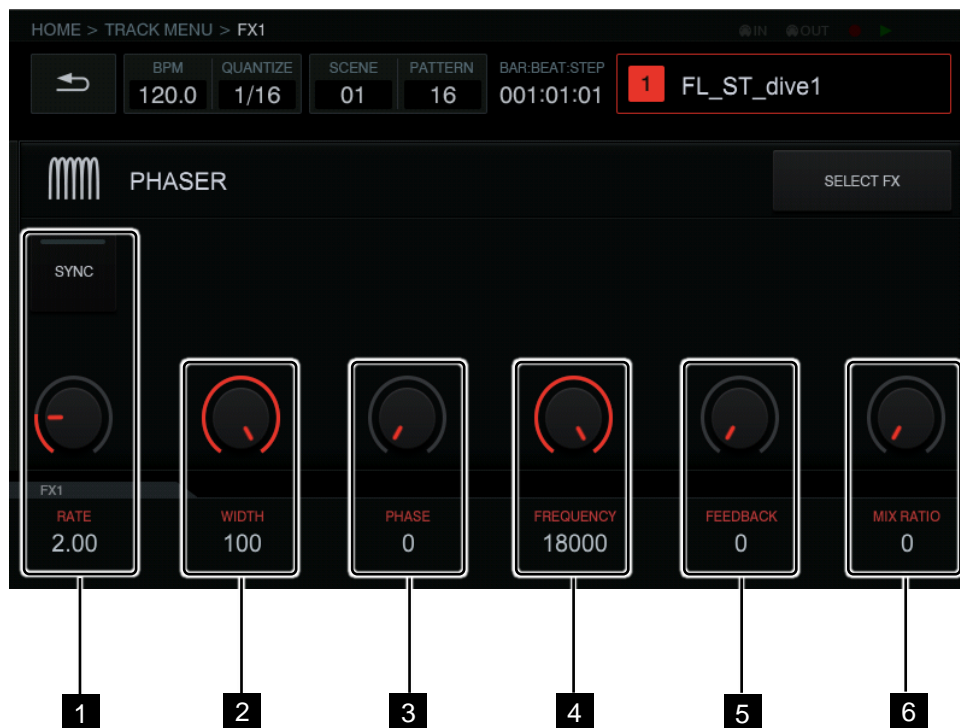 HOME > TRACK MENU > FX1
IN OUT
BPM QUANTIZE SCENE PATTERN BAR:BEAT:STEP
120.0 1/16 01 16 001:01:01 1 FL_ST_dive1
PHASER SELECT FX
SYNC
FX1
RATE WIDTH PHASE FREQUENCY FEEDBACK MIX RATIO
2.00 100 0 18000 0 0
1 2 3 4 5 6